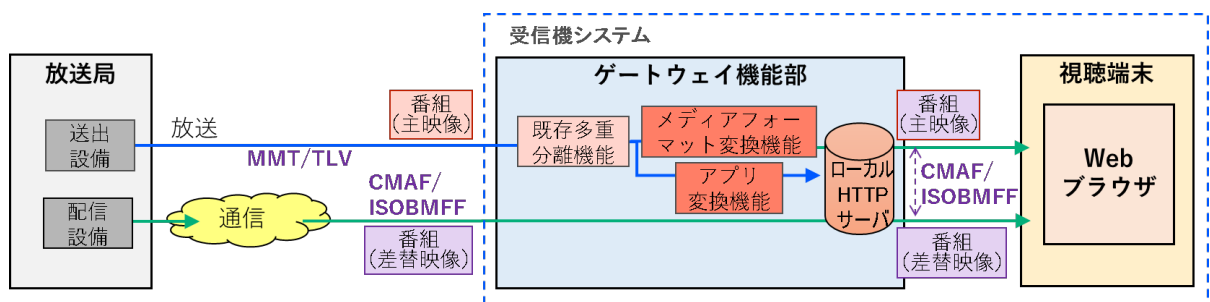 受信機システム
放送局
送出
設備
配信
設備
放送
MMT/TLV
番組
(主映像)
通信
CMAF/
ISOBMFF
番組
(差替映像)
ゲートウェイ機能部
既存多重
分離機能
メディアフォー
マット変換機能
アプリ
変換機能
ローカル
HTTP
サーバ
番組
(主映像)
CMAF/
ISOBMFF
番組
(差替映像)
視聴端末
Web
ブラウザ